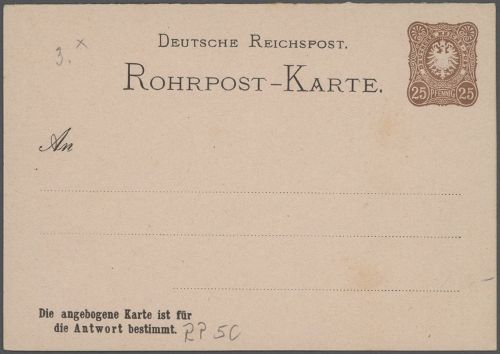 3. x
DEUTSCHE REICHSPOST.
ROHRPOST-KARTE.
25 PFENNIG 25
An
Die angebogene Karte ist für
die Antwort bestimmt. RP 5C